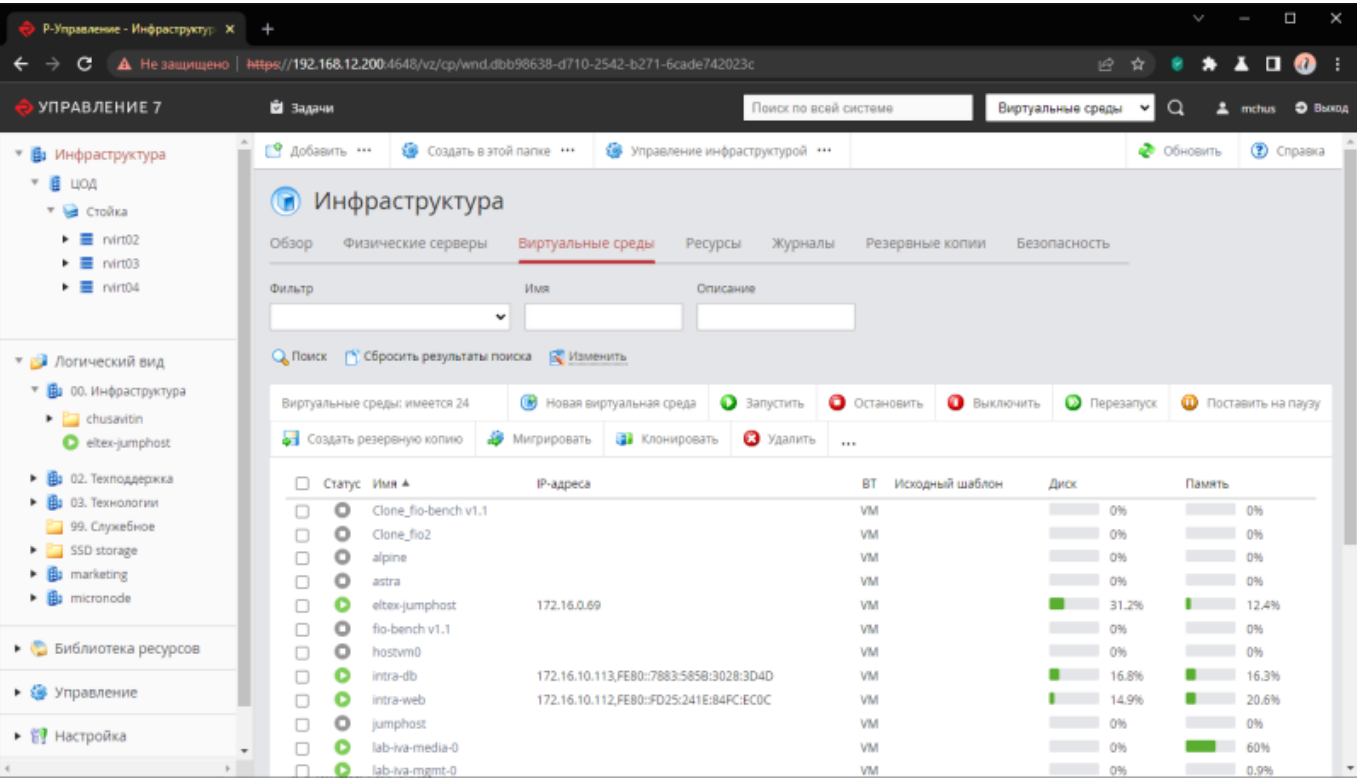 Р-Управление - Инфраструктур
Не защищено https://192.168.12.200:4648/vz/cp/wnd.dbb98638-d710-2542-b271-6cade742023c
УПРАВЛЕНИЕ 7 Задачи Поиск по всей системе Виртуальные среды mchus Выход
Инфраструктура
ЦОД
Стойка
rvirt02
rvirt03
rvirt04
Логический вид
00. Инфраструктура
chusavitin
eltex-jumphost
02. Техподдержка
03. Технологии
99. Служебное
SSD storage
marketing
micronode
Библиотека ресурсов
Управление
Настройка
Добавить ... Создать в этой папке ... Управление инфраструктурой ... Обновить Справка
Инфраструктура
Обзор Физические серверы Виртуальные среды Ресурсы Журналы Резервные копии Безопасность
Фильтр Имя Описание
Поиск Сбросить результаты поиска Изменить
Виртуальные среды: имеется 24 Новая виртуальная среда Запустить Остановить Выключить Перезапуск Поставить на паузу
Создать резервную копию Мигрировать Клонировать Удалить ...
Статус Имя IP-адреса ВТ Исходный шаблон Диск Память
Clone_fio-bench v1.1 VM 0% 0%
Clone_fio2 VM 0% 0%
alpine VM 0% 0%
astra VM 0% 0%
eltex-jumphost 172.16.0.69 VM 31.2% 12.4%
fio-bench v1.1 VM 0% 0%
hostvm0 VM 0% 0%
intra-db 172.16.10.113,FE80::7883:585B:3028:3D4D VM 16.8% 16.3%
intra-web 172.16.10.112,FE80::FD25:241E:84FC:EC0C VM 14.9% 20.6%
jumphost VM 0% 0%
lab-iva-media-0 VM 0% 60%
lab-iva-mgmt-0 VM 0% 0.9%